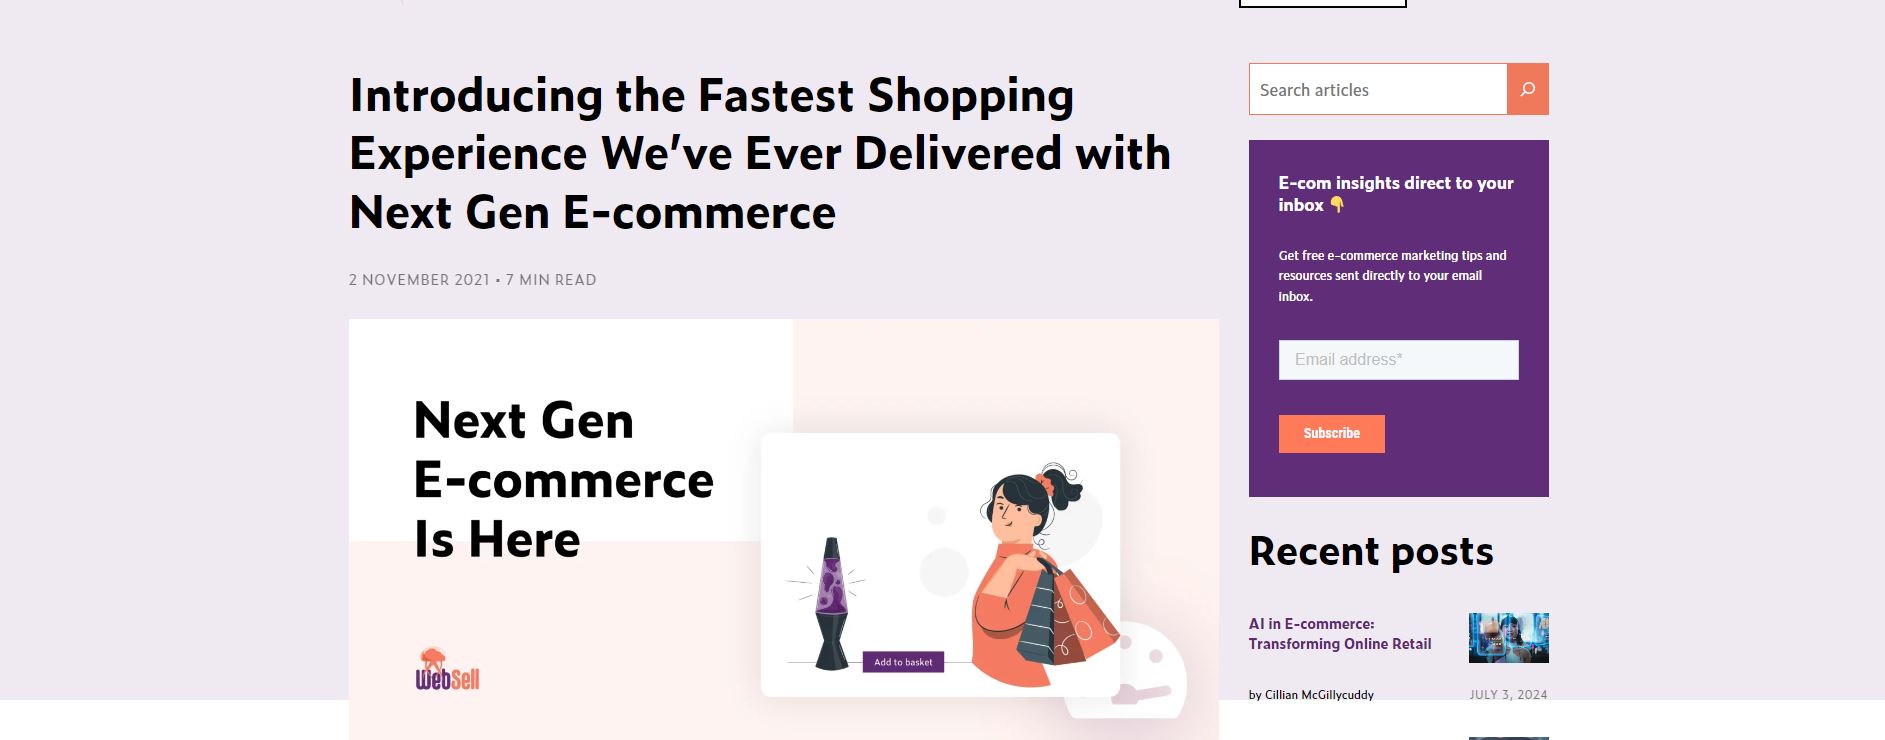 Introducing the Fastest Shopping
Experience We've Ever Delivered with
Next Gen E-commerce
2 NOVEMBER 2021 • 7 MIN READ
Next Gen
E-commerce
Is Here
WebSell
Add to basket
Search articles
E-com insights direct to your
inbox 👇
Get free e-commerce marketing tips and
resources sent directly to your email
inbox.
Email address*
Subscribe
Recent posts
AI in E-commerce:
Transforming Online Retail
by Cillian McGillycuddy
JULY 3, 2024